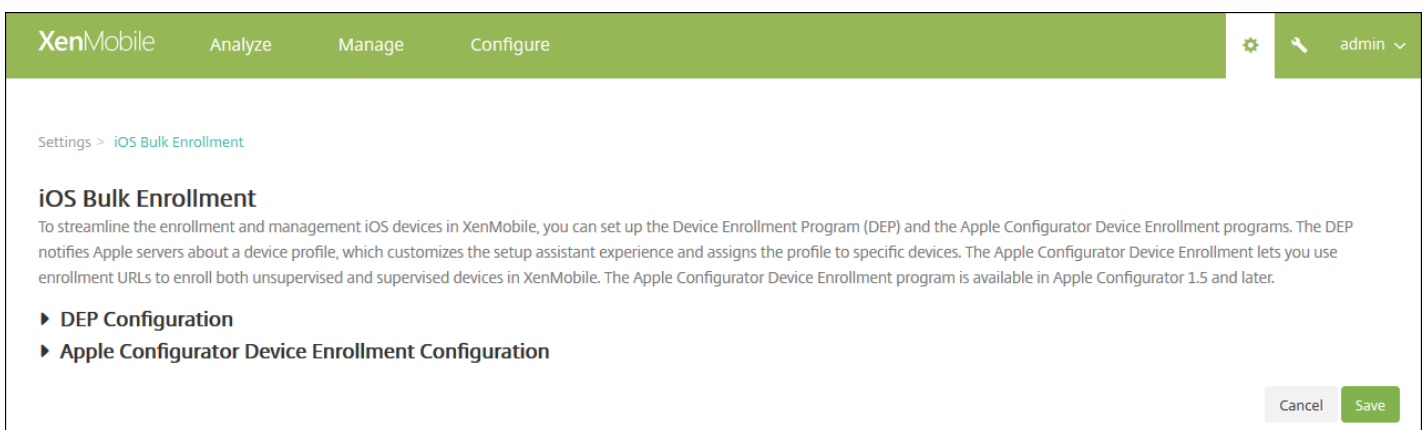 XenMobile Analyze Manage Configure admin
Settings > iOS Bulk Enrollment
iOS Bulk Enrollment
To streamline the enrollment and management iOS devices in XenMobile, you can set up the Device Enrollment Program (DEP) and the Apple Configurator Device Enrollment programs. The DEP
notifies Apple servers about a device profile, which customizes the setup assistant experience and assigns the profile to specific devices. The Apple Configurator Device Enrollment lets you use
enrollment URLs to enroll both unsupervised and supervised devices in XenMobile. The Apple Configurator Device Enrollment program is available in Apple Configurator 1.5 and later.
DEP Configuration
Apple Configurator Device Enrollment Configuration
Cancel Save